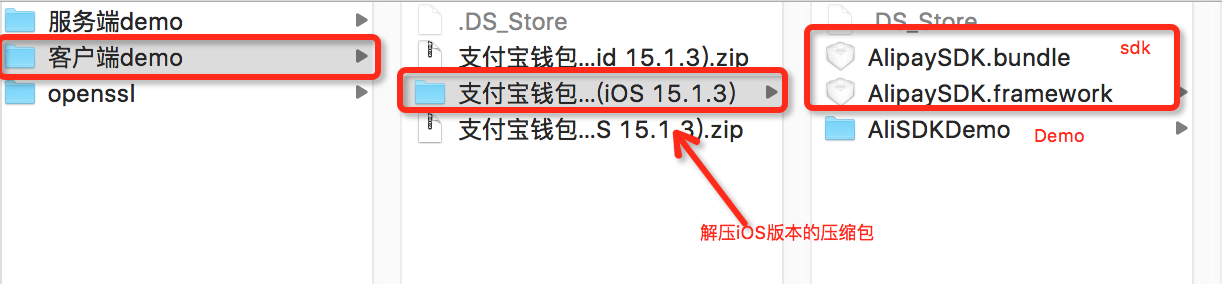 服务端demo
客户端demo
openssl
.DS_Store
支付宝钱包...id 15.1.3).zip
支付宝钱包...(iOS 15.1.3)
支付宝钱包...S 15.1.3).zip
解压iOS版本的压缩包
.DS_Store
AlipaySDK.bundle
sdk
AlipaySDK.framework
AliSDKDemo
Demo